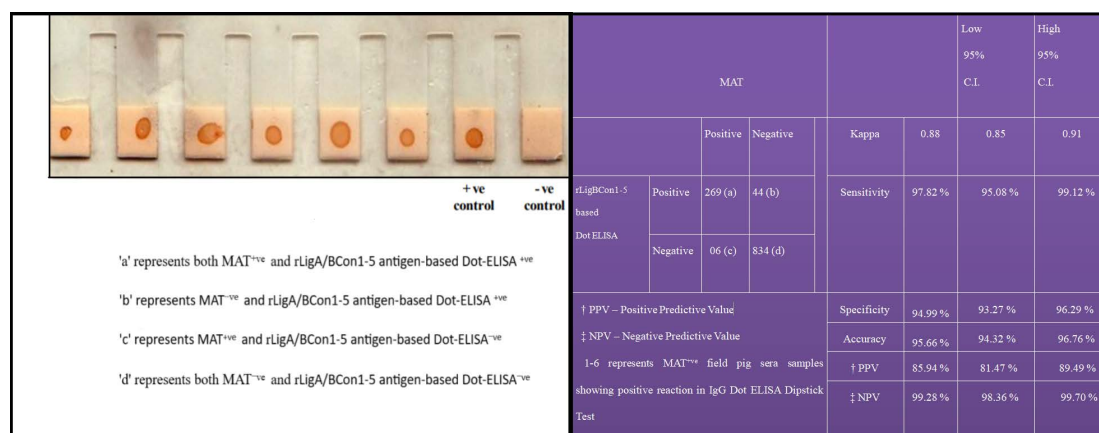 +ve control
-ve control
'a' represents both MAT+ve and rLigA/BCon1-5 antigen-based Dot-ELISA +ve
'b' represents MAT-ve and rLigA/BCon1-5 antigen-based Dot-ELISA +ve
'c' represents MAT+ve and rLigA/BCon1-5 antigen-based Dot-ELISA-ve
'd' represents both MAT-ve and rLigA/BCon1-5 antigen-based Dot-ELISA-ve
MAT
Low 95% C.I.
High 95% C.I.
Positive Negative Kappa 0.88 0.85 0.91
rLigBCon1-5 based Dot ELISA
Positive 269 (a) 44 (b) Sensitivity 97.82 % 95.08 % 99.12 %
Negative 06 (c) 834 (d)
† PPV – Positive Predictive Value
‡ NPV – Negative Predictive Value
1-6 represents MAT+ve field pig sera samples
showing positive reaction in IgG Dot ELISA Dipstick
Test
Specificity 94.99 % 93.27 % 96.29 %
Accuracy 95.66 % 94.32 % 96.76 %
† PPV 85.94 % 81.47 % 89.49 %
‡ NPV 99.28 % 98.36 % 99.70 %